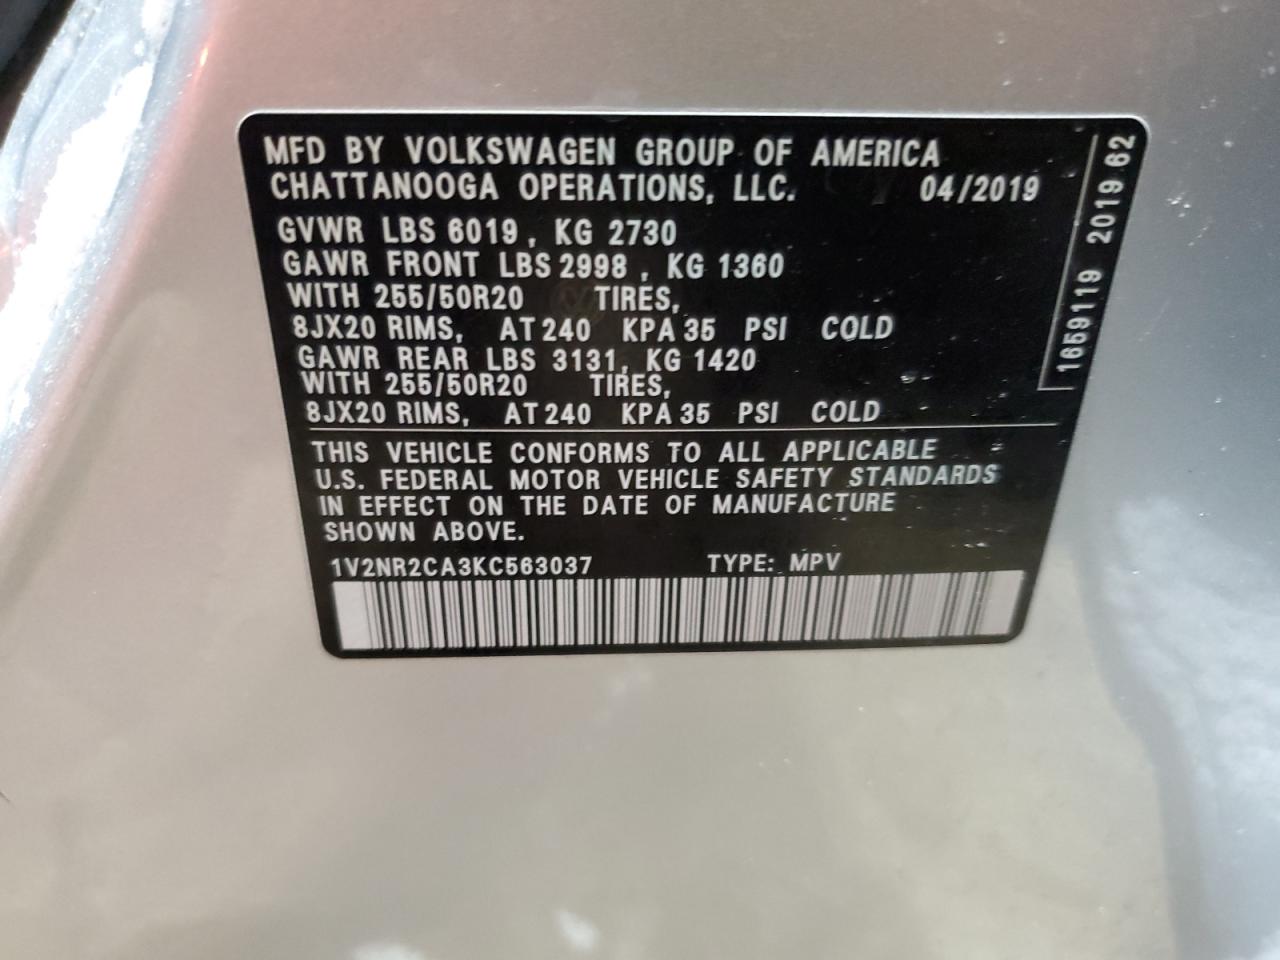 MFD BY VOLKSWAGEN GROUP OF AMERICA
CHATTANOOGA OPERATIONS, LLC. 04/2019
GVWR LBS 6019, KG 2730
GAWR FRONT LBS 2998, KG 1360
WITH 255/50R20 TIRES,
8JX20 RIMS, AT 240 KPA 35 PSI COLD
GAWR REAR LBS 3131, KG 1420
WITH 255/50R20 TIRES,
8JX20 RIMS, AT 240 KPA 35 PSI COLD
THIS VEHICLE CONFORMS TO ALL APPLICABLE
U.S. FEDERAL MOTOR VEHICLE SAFETY STANDARDS
IN EFFECT ON THE DATE OF MANUFACTURE
SHOWN ABOVE.
1V2NR2CA3KC563037 TYPE: MPV
1659119 2019 62